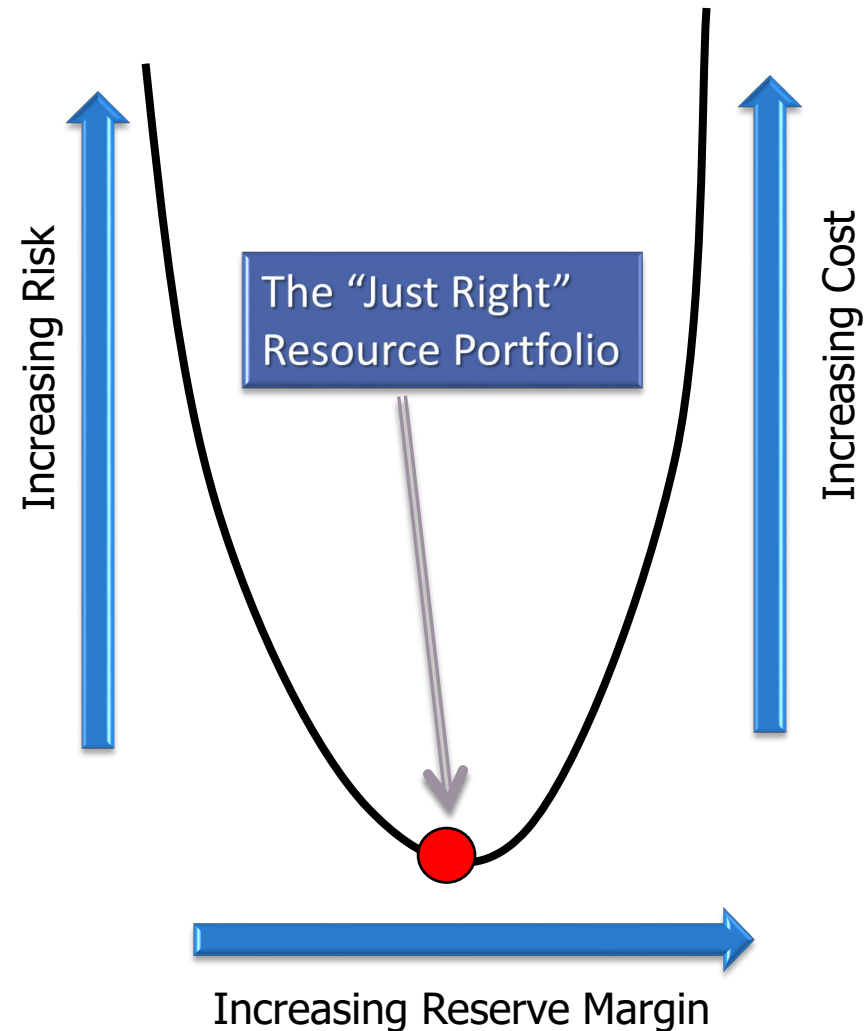 Increasing Risk
The “Just Right”
Resource Portfolio
Increasing Cost
Increasing Reserve Margin